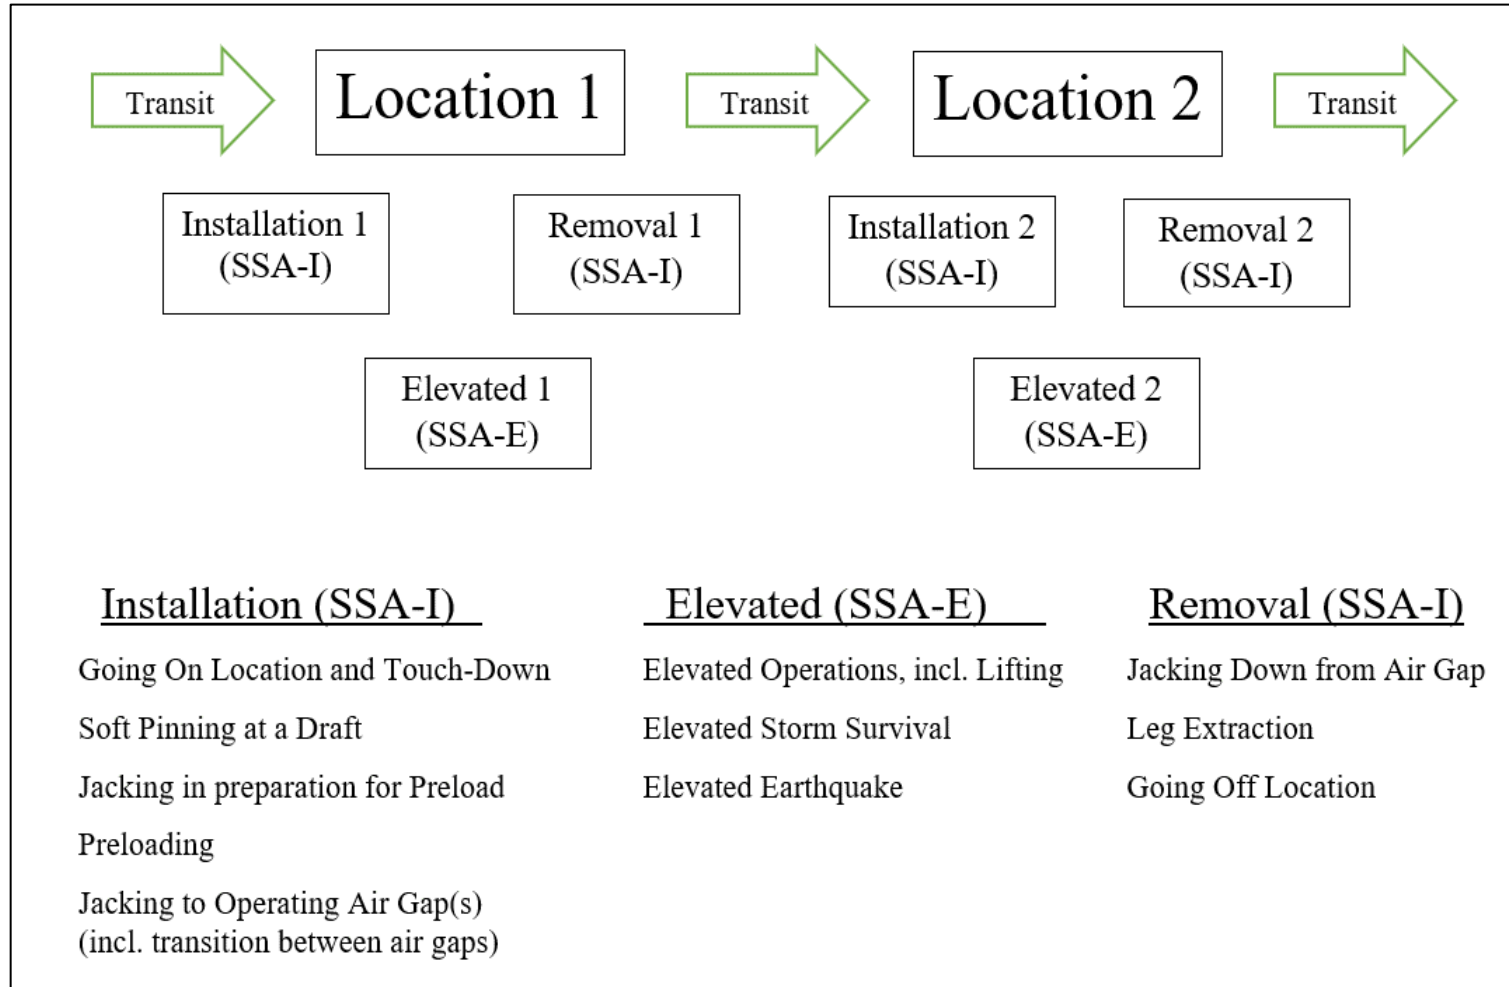 Transit
Location 1
Transit
Location 2
Transit
Installation 1
(SSA-I)
Removal 1
(SSA-I)
Installation 2
(SSA-I)
Removal 2
(SSA-I)
Elevated 1
(SSA-E)
Elevated 2
(SSA-E)
Installation (SSA-I)
Going On Location and Touch-Down
Soft Pinning at a Draft
Jacking in preparation for Preload
Preloading
Jacking to Operating Air Gap(s)
(incl. transition between air gaps)
Elevated (SSA-E)
Elevated Operations, incl. Lifting
Elevated Storm Survival
Elevated Earthquake
Removal (SSA-I)
Jacking Down from Air Gap
Leg Extraction
Going Off Location